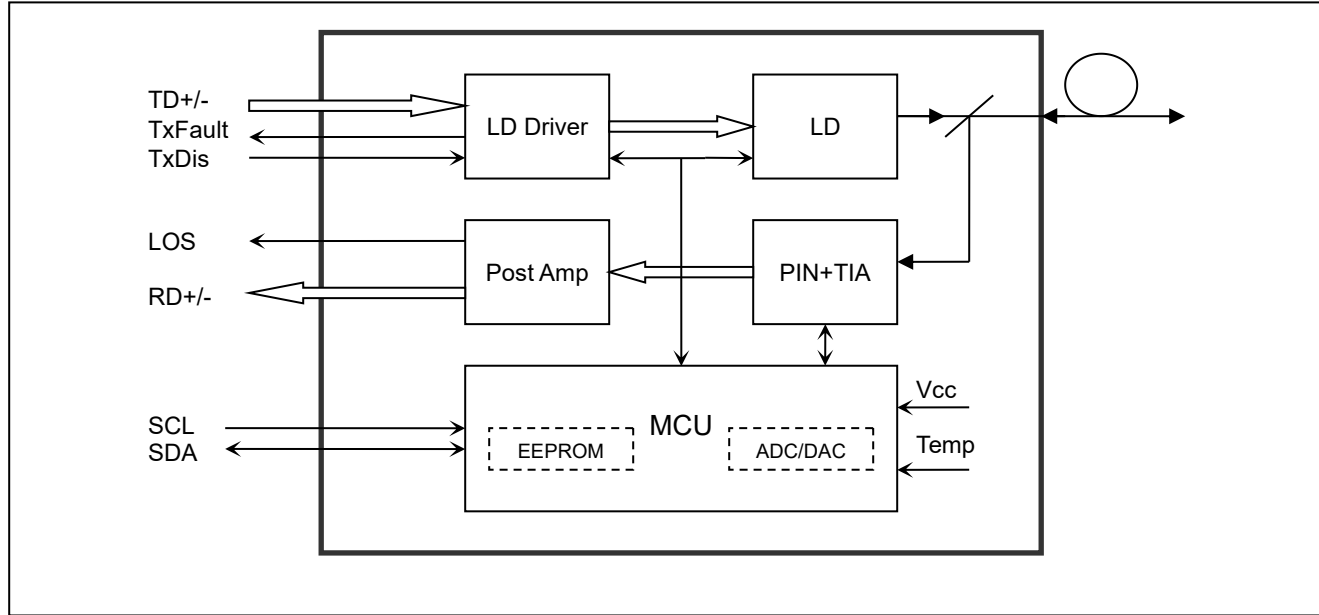 TD+/-
TxFault
TxDis
LD Driver
LD
LOS
RD+/-
Post Amp
PIN+TIA
SCL
SDA
MCU
EEPROM
ADC/DAC
Vcc
Temp